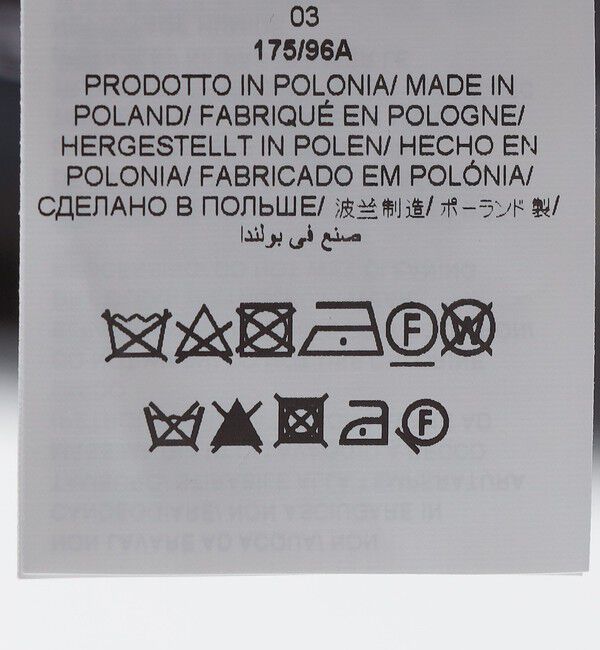 03
175/96A
PRODOTTO IN POLONIA/ MADE IN
POLAND/ FABRIQUÉ EN POLOGNE/
HERGESTELLT IN POLEN/ HECHO EN
POLONIA/ FABRICADO EM POLÓNIA/
СДЕЛАНО В ПОЛЬШЕ/ 波兰制造/ ポーランド製/
صنع في بولندا
F W
F